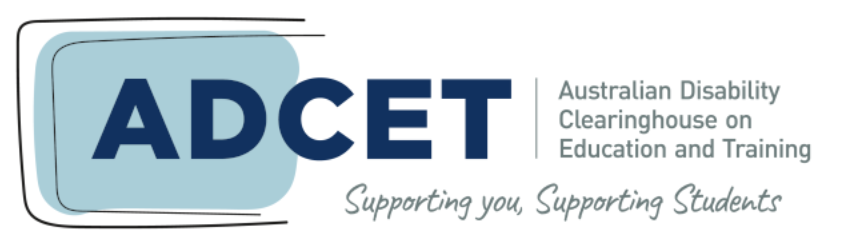 ADCET
Australian Disability
Clearinghouse on
Education and Training
Supporting you, Supporting Students